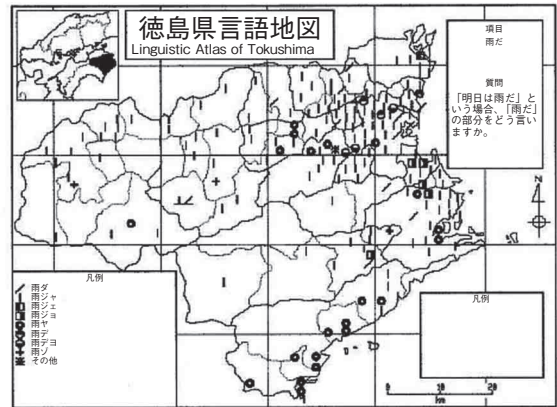 徳島県言語地図
Linguistic Atlas of Tokushima
項目
雨だ
質問
「明日は雨だ」と
いう場合、「雨だ」
の部分をどう言い
ますか。
N
凡例
雨ダ
雨ジャ
雨ジェ
雨ジョ
雨ヤ
雨デ
雨デヨ
雨ゾ
その他
凡例
0 10 20
km